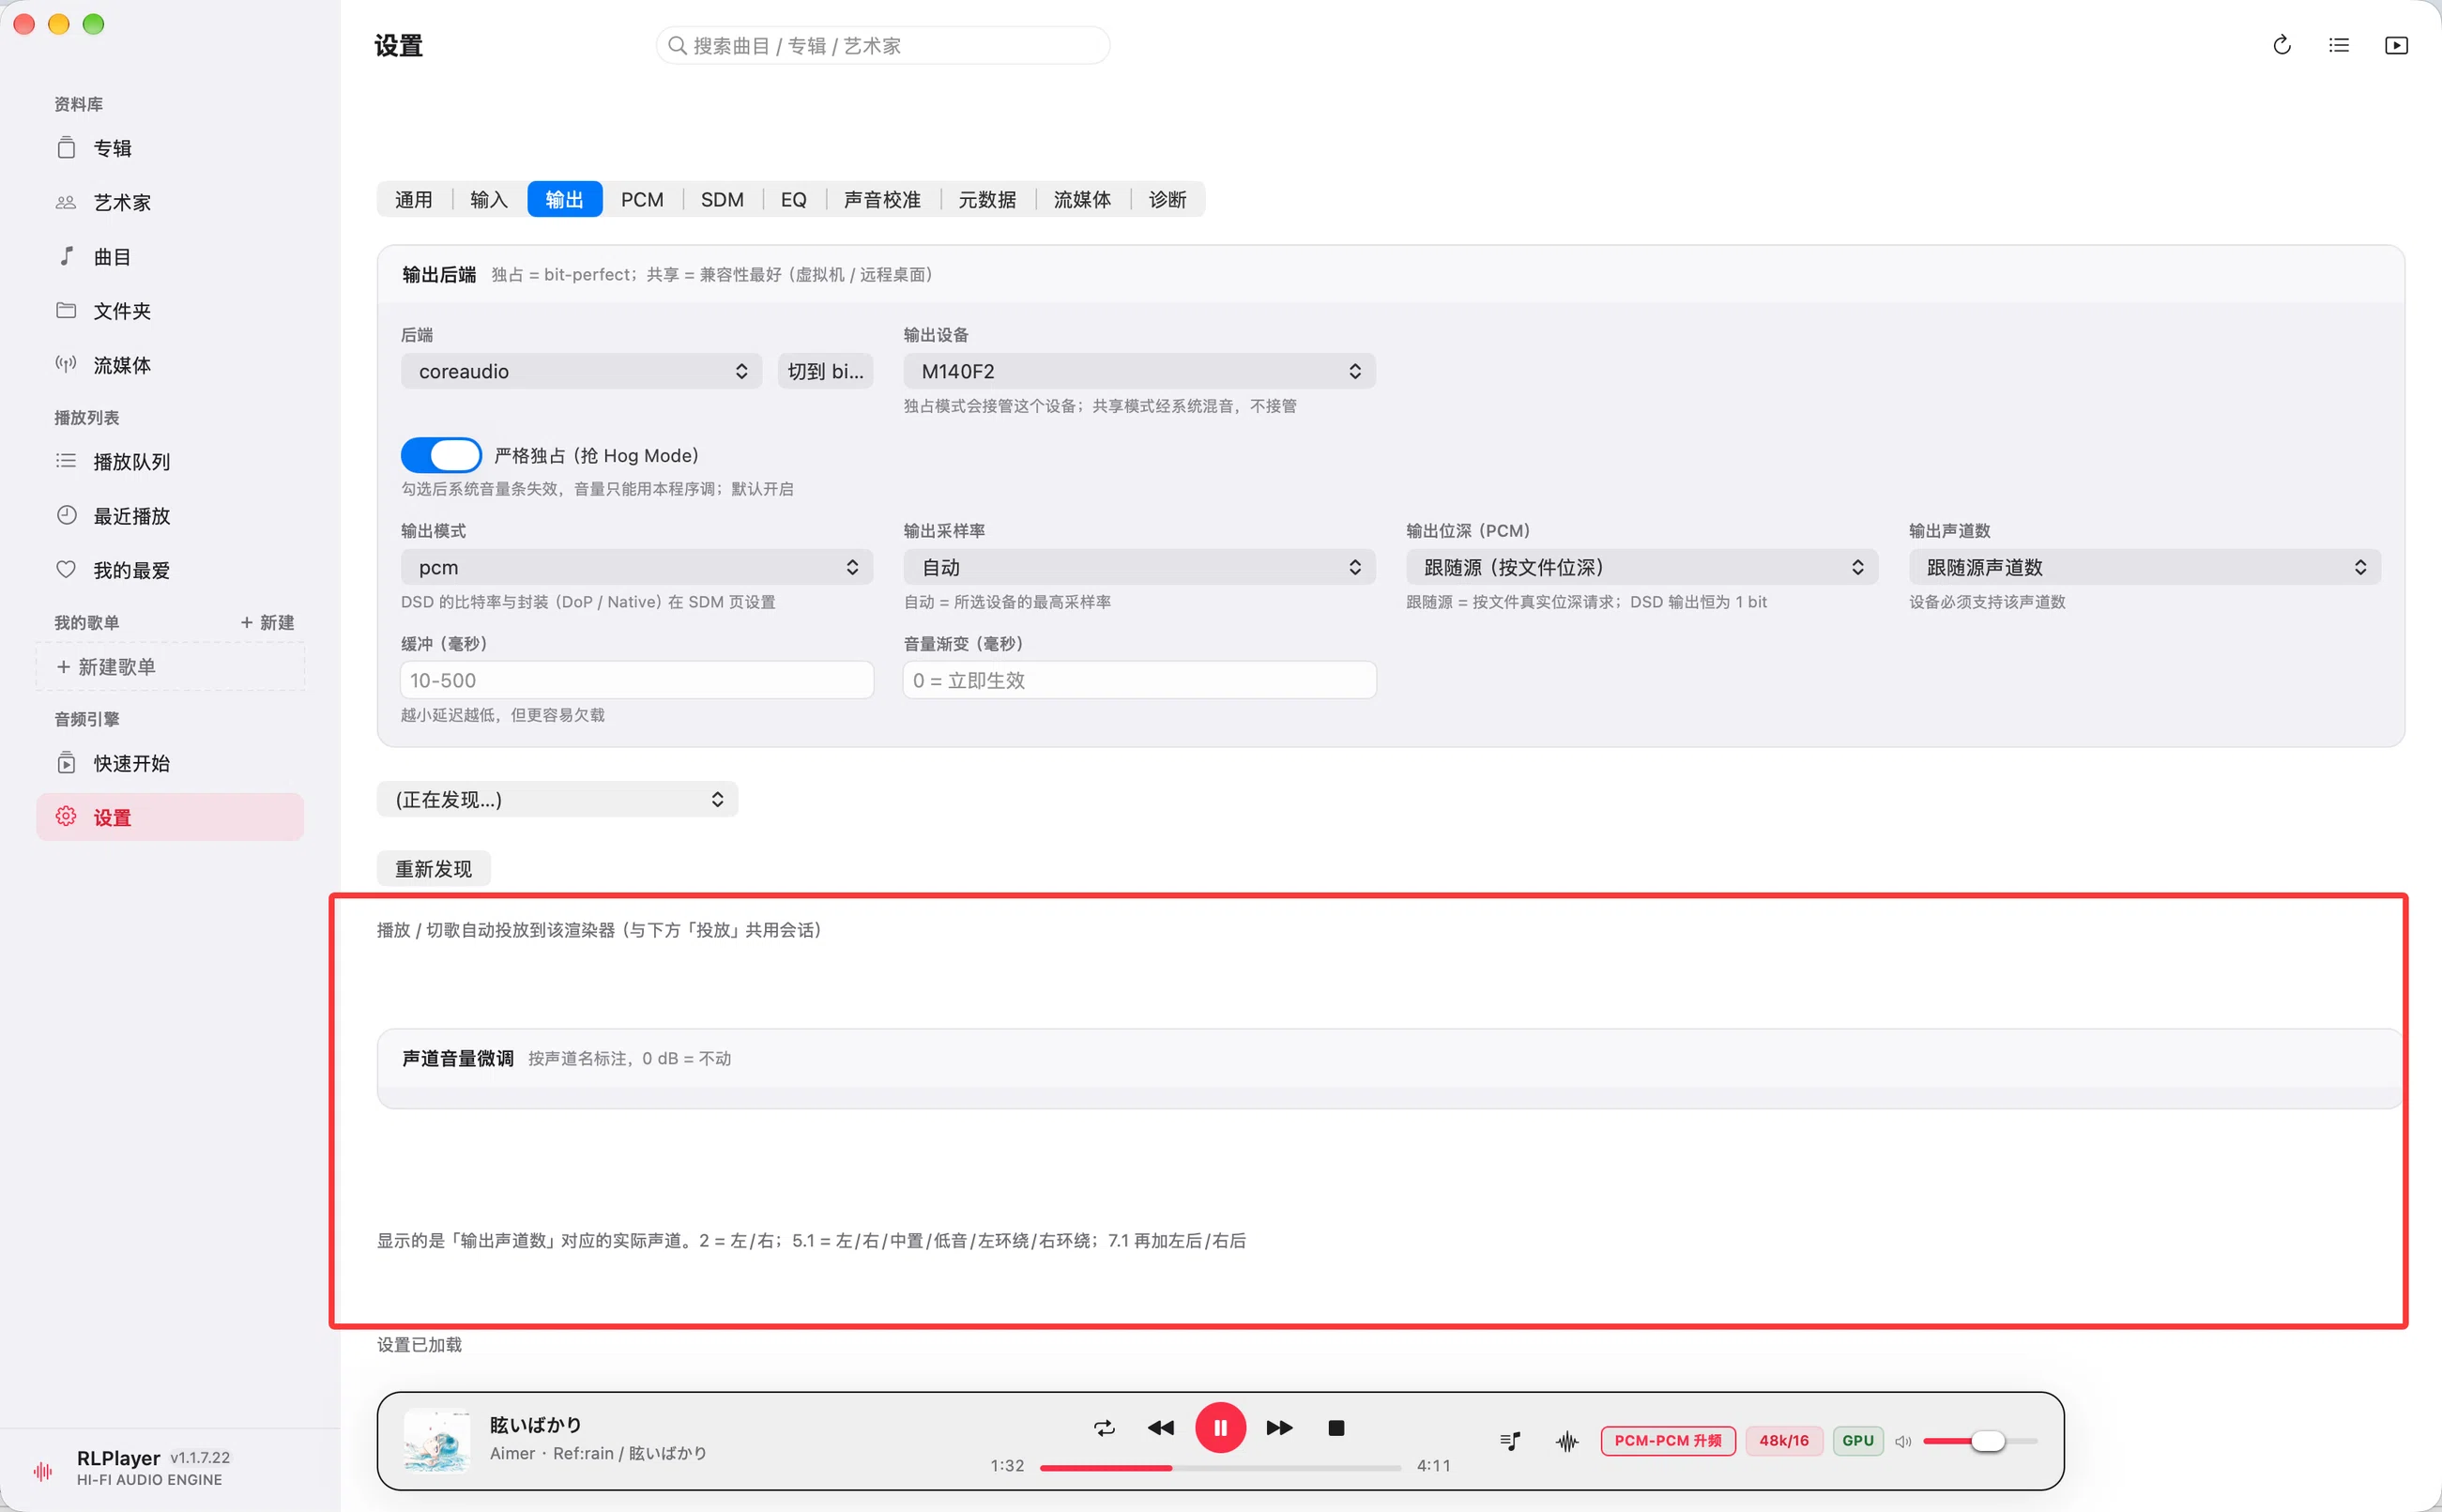 设置
搜索曲目 / 专辑 / 艺术家
资料库
专辑
艺术家
曲目
文件夹
流媒体
播放列表
播放队列
最近播放
我的最爱
我的歌单
+ 新建
+ 新建歌单
音频引擎
快速开始
设置
RLPlayer v1.1.7.22
HI-FI AUDIO ENGINE
通用 输入 输出 PCM SDM EQ 声音校准 元数据 流媒体 诊断
输出后端 独占 = bit-perfect；共享 = 兼容性最好（虚拟机 / 远程桌面）
后端
coreaudio
切到 bi...
输出设备
M140F2
独占模式会接管这个设备；共享模式经系统混音，不接管
严格独占 (抢 Hog Mode)
勾选后系统音量条失效，音量只能用本程序调；默认开启
输出模式
pcm
DSD 的比特率与封装（DoP / Native）在 SDM 页设置
输出采样率
自动
自动 = 所选设备的最高采样率
输出位深（PCM）
跟随源（按文件位深）
跟随源 = 按文件真实位深请求；DSD 输出恒为 1 bit
输出声道数
跟随源声道数
设备必须支持该声道数
缓冲（毫秒）
10-500
越小延迟越低，但更容易欠载
音量渐变（毫秒）
0 = 立即生效
(正在发现...)
重新发现
播放 / 切歌自动投放到该渲染器（与下方「投放」共用会话）
声道音量微调 按声道名标注，0 dB = 不动
显示的是「输出声道数」对应的实际声道。2 = 左/右；5.1 = 左/右/中置/低音/左环绕/右环绕；7.1 再加左后/右后
设置已加载
眩いばかり
Aimer · Ref:rain / 眩いばかり
1:32
4:11
PCM-PCM 升频
48k/16
GPU